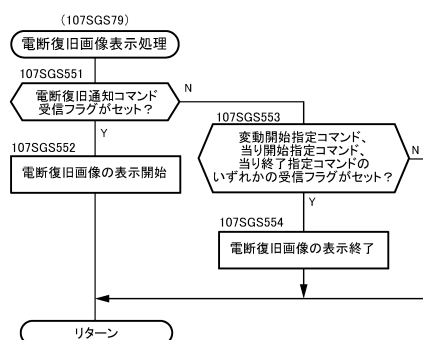 (107SGS79)
電断復旧画像表示処理
107SGS551
電断復旧通知コマンド
受信フラグがセット？
N
Y
107SGS552
電断復旧画像の表示開始
107SGS553
変動開始指定コマンド、
当り開始指定コマンド、
当り終了指定コマンドの
いずれかの受信フラグがセット？
N
Y
107SGS554
電断復旧画像の表示終了
リターン